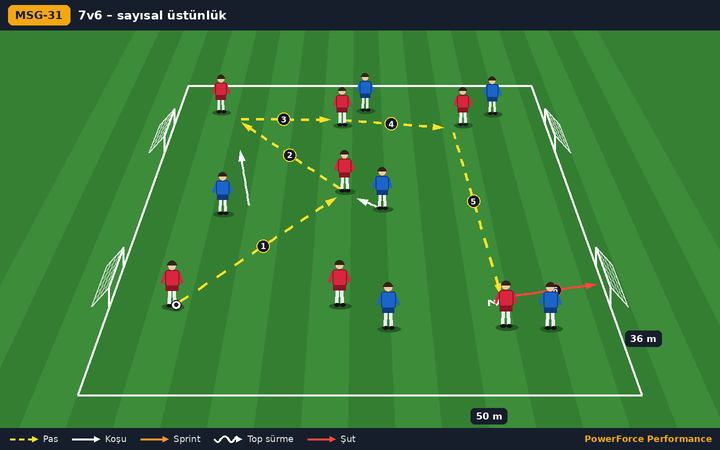 MSG-31 7v6 – sayısal üstünlük
3
4
2
5
1
6
36 m
50 m
Pas Koşu Sprint Top sürme Şut PowerForce Performance